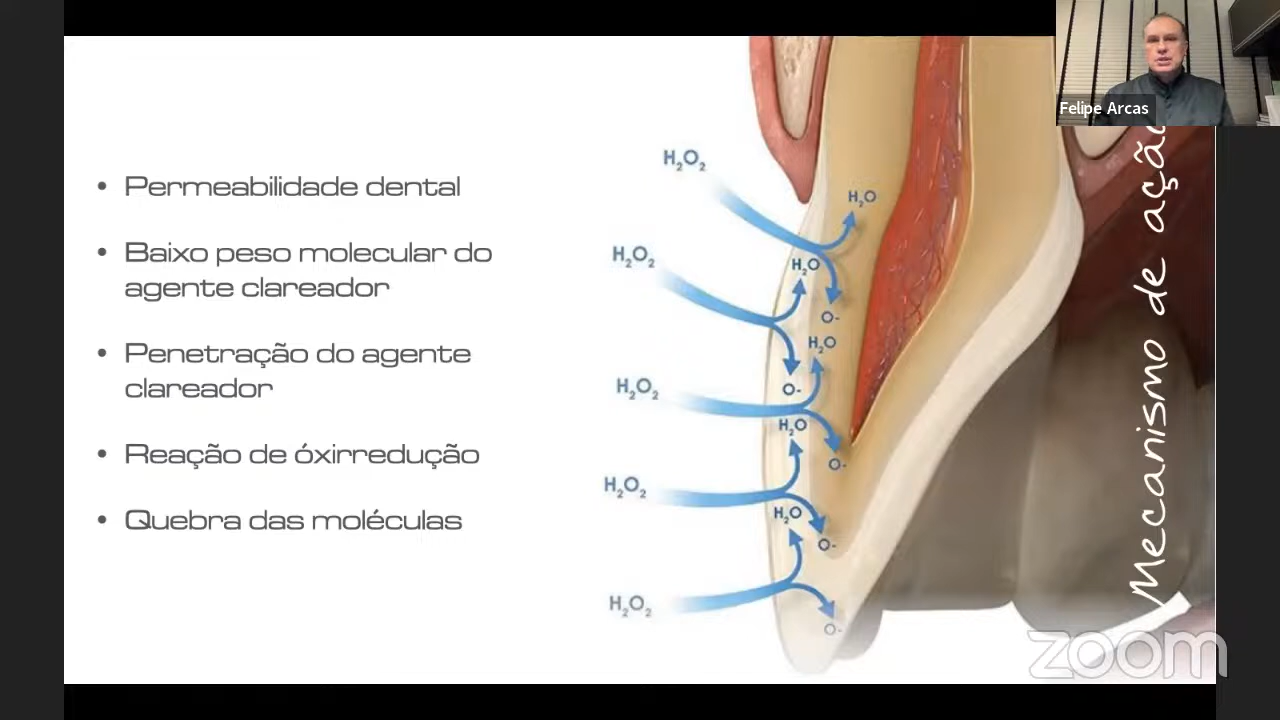 Felipe Arcas
• Permeabilidade dental
• Baixo peso molecular do
agente clareador
• Penetração do agente
clareador
• Reação de óxirredução
• Quebra das moléculas
H₂O₂
H₂O
O-
H₂O₂
H₂O
O-
H₂O₂
H₂O
O-
H₂O₂
H₂O
O-
H₂O₂
H₂O
O-
Mecanismo de ação
zoom